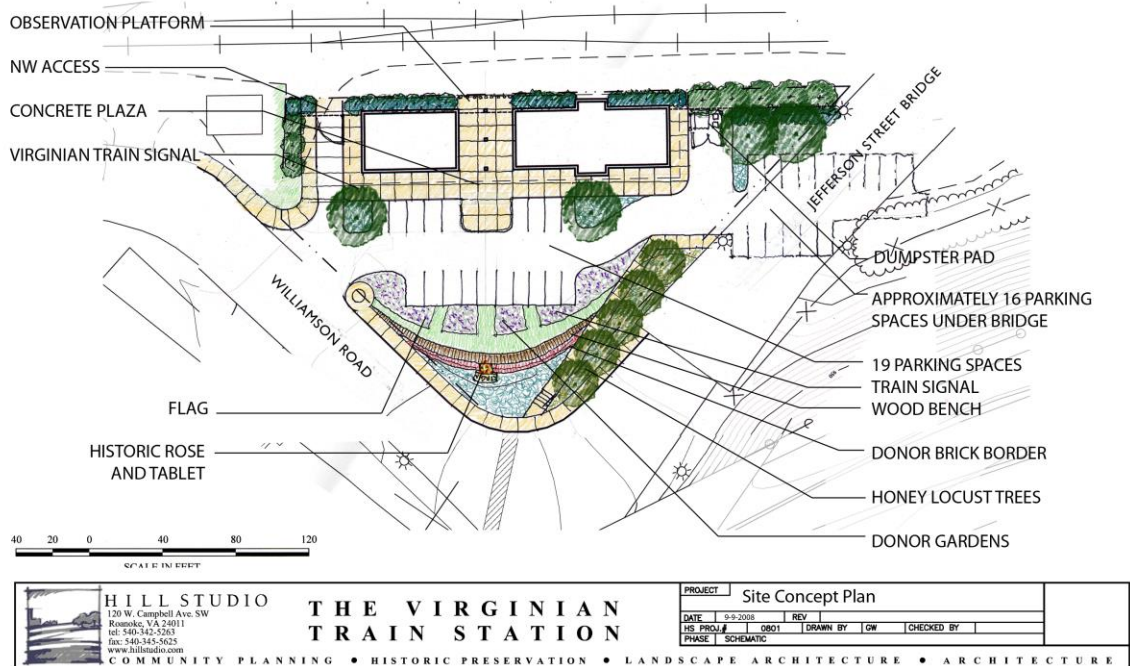 OBSERVATION PLATFORM
NW ACCESS
CONCRETE PLAZA
VIRGINIAN TRAIN SIGNAL
JEFFERSON STREET BRIDGE
WILLIAMSON ROAD
FLAG
HISTORIC ROSE
AND TABLET
DUMPSTER PAD
APPROXIMATELY 16 PARKING
SPACES UNDER BRIDGE
19 PARKING SPACES
TRAIN SIGNAL
WOOD BENCH
DONOR BRICK BORDER
HONEY LOCUST TREES
DONOR GARDENS
40 20 0 40 80 120
SCALE IN FEET
HILL STUDIO
120 W. Campbell Ave. SW
Roanoke, VA 24011
tel: 540-342-5263
fax: 540-345-5625
www.hillstudio.com
THE VIRGINIAN
TRAIN STATION
PROJECT Site Concept Plan
DATE 9-9-2008 REV
HS PROJ.# 0801 DRAWN BY GW CHECKED BY
PHASE SCHEMATIC
COMMUNITY PLANNING • HISTORIC PRESERVATION • LANDSCAPE ARCHITECTURE • ARCHITECTURE